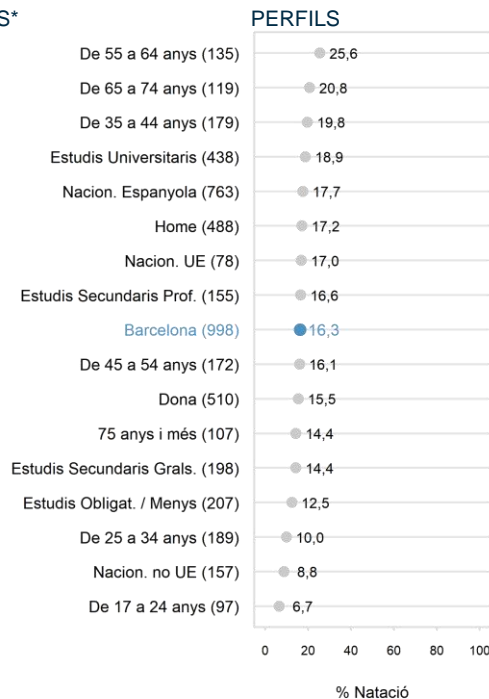 S*
PERFILS
De 55 a 64 anys (135) 25,6
De 65 a 74 anys (119) 20,8
De 35 a 44 anys (179) 19,8
Estudis Universitaris (438) 18,9
Nacion. Espanyola (763) 17,7
Home (488) 17,2
Nacion. UE (78) 17,0
Estudis Secundaris Prof. (155) 16,6
Barcelona (998) 16,3
De 45 a 54 anys (172) 16,1
Dona (510) 15,5
75 anys i més (107) 14,4
Estudis Secundaris Grals. (198) 14,4
Estudis Obligat. / Menys (207) 12,5
De 25 a 34 anys (189) 10,0
Nacion. no UE (157) 8,8
De 17 a 24 anys (97) 6,7
0 20 40 60 80 100
% Natació